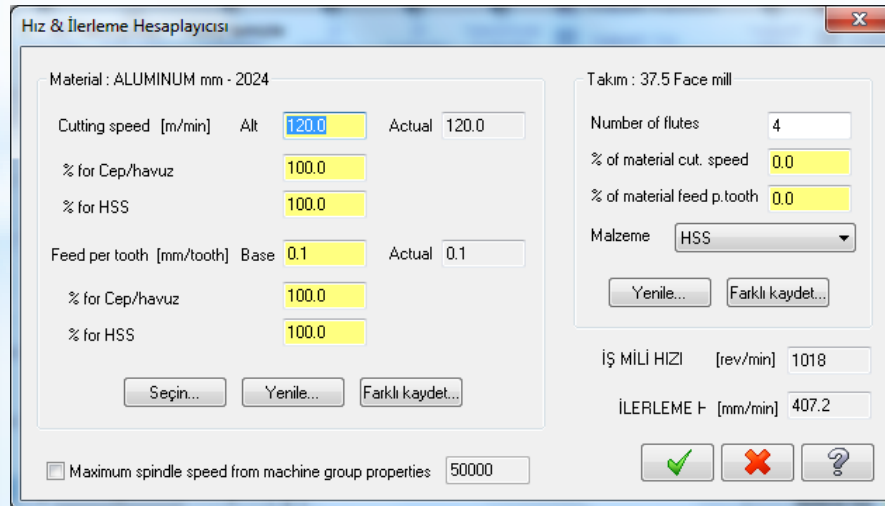 Hız & İlerleme Hesaplayıcısı
Material : ALUMINUM mm - 2024
Cutting speed [m/min] Alt 120.0 Actual 120.0
% for Cep/havuz 100.0
% for HSS 100.0
Feed per tooth [mm/tooth] Base 0.1 Actual 0.1
% for Cep/havuz 100.0
% for HSS 100.0
Seçin... Yenile... Farklı kaydet...
Maximum spindle speed from machine group properties 50000
Takım : 37.5 Face mill
Number of flutes 4
% of material cut. speed 0.0
% of material feed p.tooth 0.0
Malzeme HSS
Yenile... Farklı kaydet...
İŞ MİLİ HIZI [rev/min] 1018
İLERLEME [mm/min] 407.2